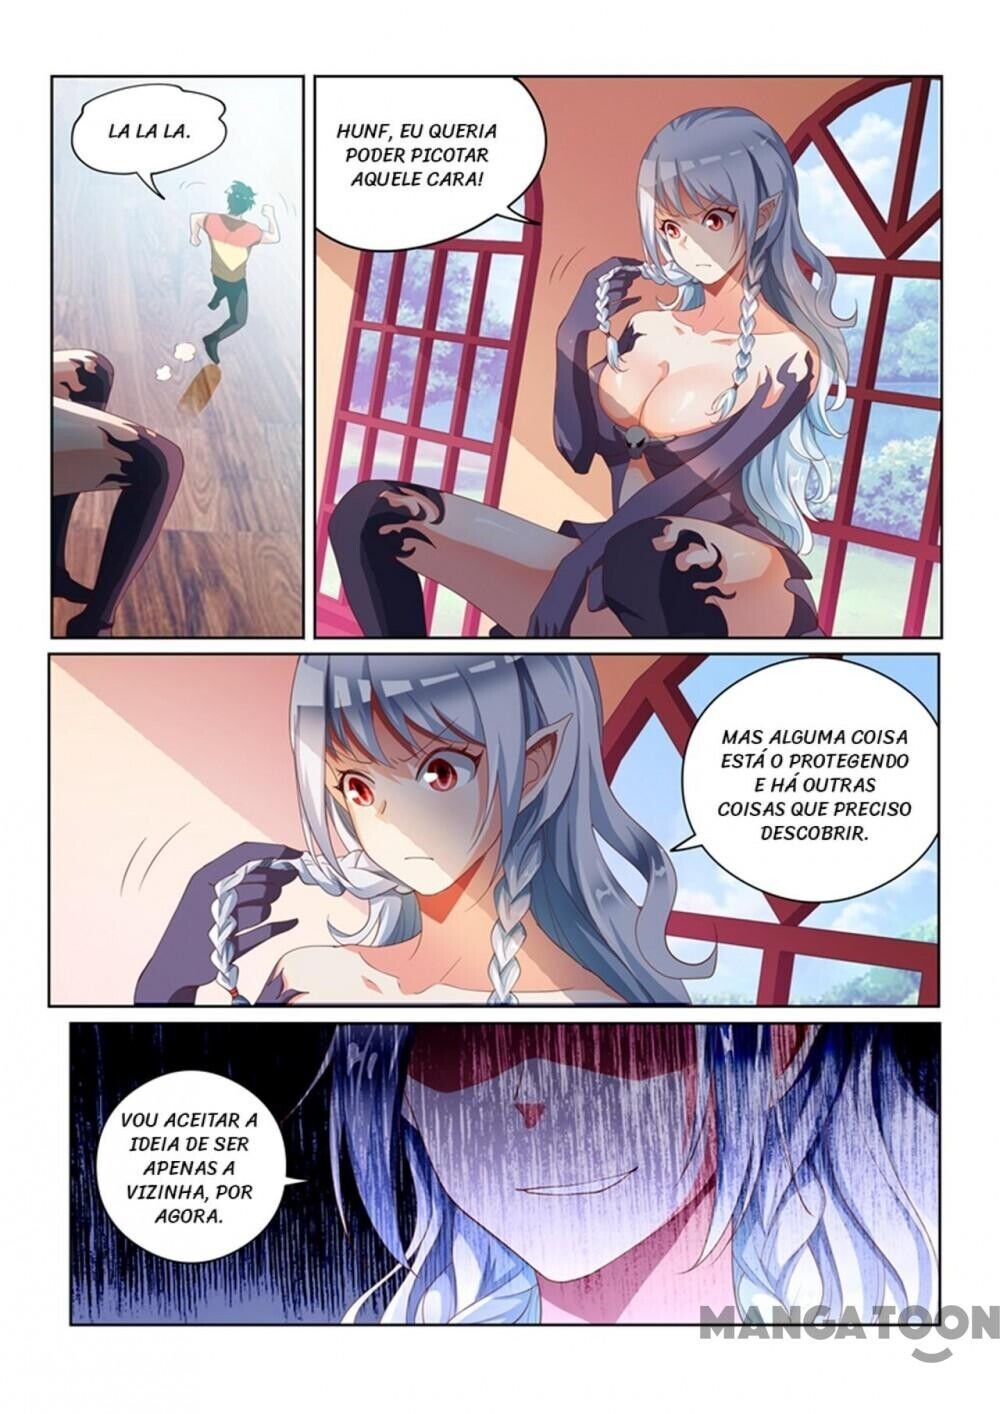 LA LA LA.
HUNF, EU QUERIA
PODER PICOTAR
AQUELE CARA!
MAS ALGUMA COISA
ESTÁ O PROTEGENDO
E HÁ OUTRAS
COISAS QUE PRECISO
DESCOBRIR.
VOU ACEITAR A
IDEIA DE SER
APENAS A
VIZINHA, POR
AGORA.
MANGATOON